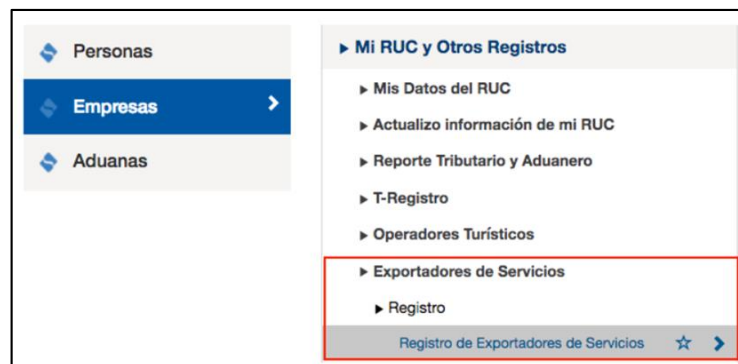 Personas
Empresas
Aduanas
Mi RUC y Otros Registros
Mis Datos del RUC
Actualizo información de mi RUC
Reporte Tributario y Aduanero
T-Registro
Operadores Turísticos
Exportadores de Servicios
Registro
Registro de Exportadores de Servicios